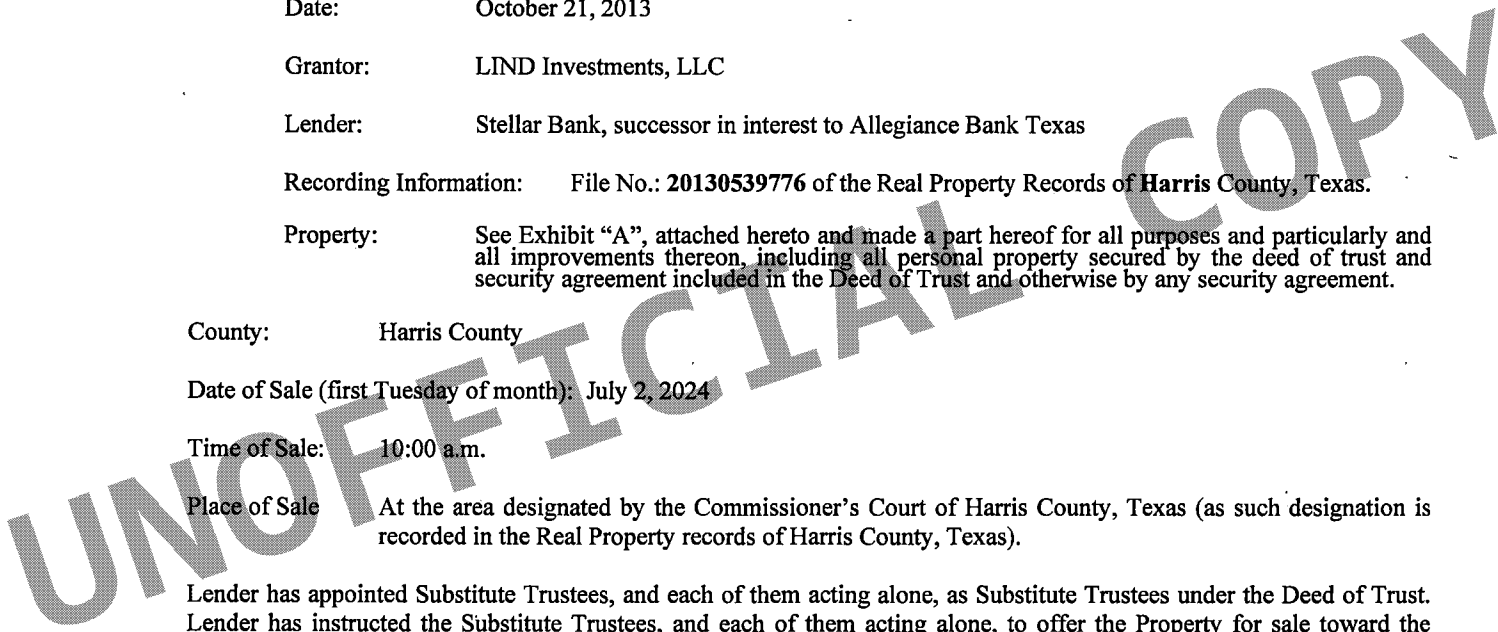 Date: October 21, 2013
Grantor: LIND Investments, LLC
Lender: Stellar Bank, successor in interest to Allegiance Bank Texas
Recording Information: File No.: 20130539776 of the Real Property Records of Harris County, Texas.
Property: See Exhibit “A”, attached hereto and made a part hereof for all purposes and particularly and
all improvements thereon, including all personal property secured by the deed of trust and
security agreement included in the Deed of Trust and otherwise by any security agreement.
County: Harris County
Date of Sale (first Tuesday of month): July 2, 2024
Time of Sale: 10:00 a.m.
Place of Sale At the area designated by the Commissioner’s Court of Harris County, Texas (as such designation is
recorded in the Real Property records of Harris County, Texas).
Lender has appointed Substitute Trustees, and each of them acting alone, as Substitute Trustees under the Deed of Trust.
Lender has instructed the Substitute Trustees, and each of them acting alone, to offer the Property for sale toward the
UNOFFICIAL COPY